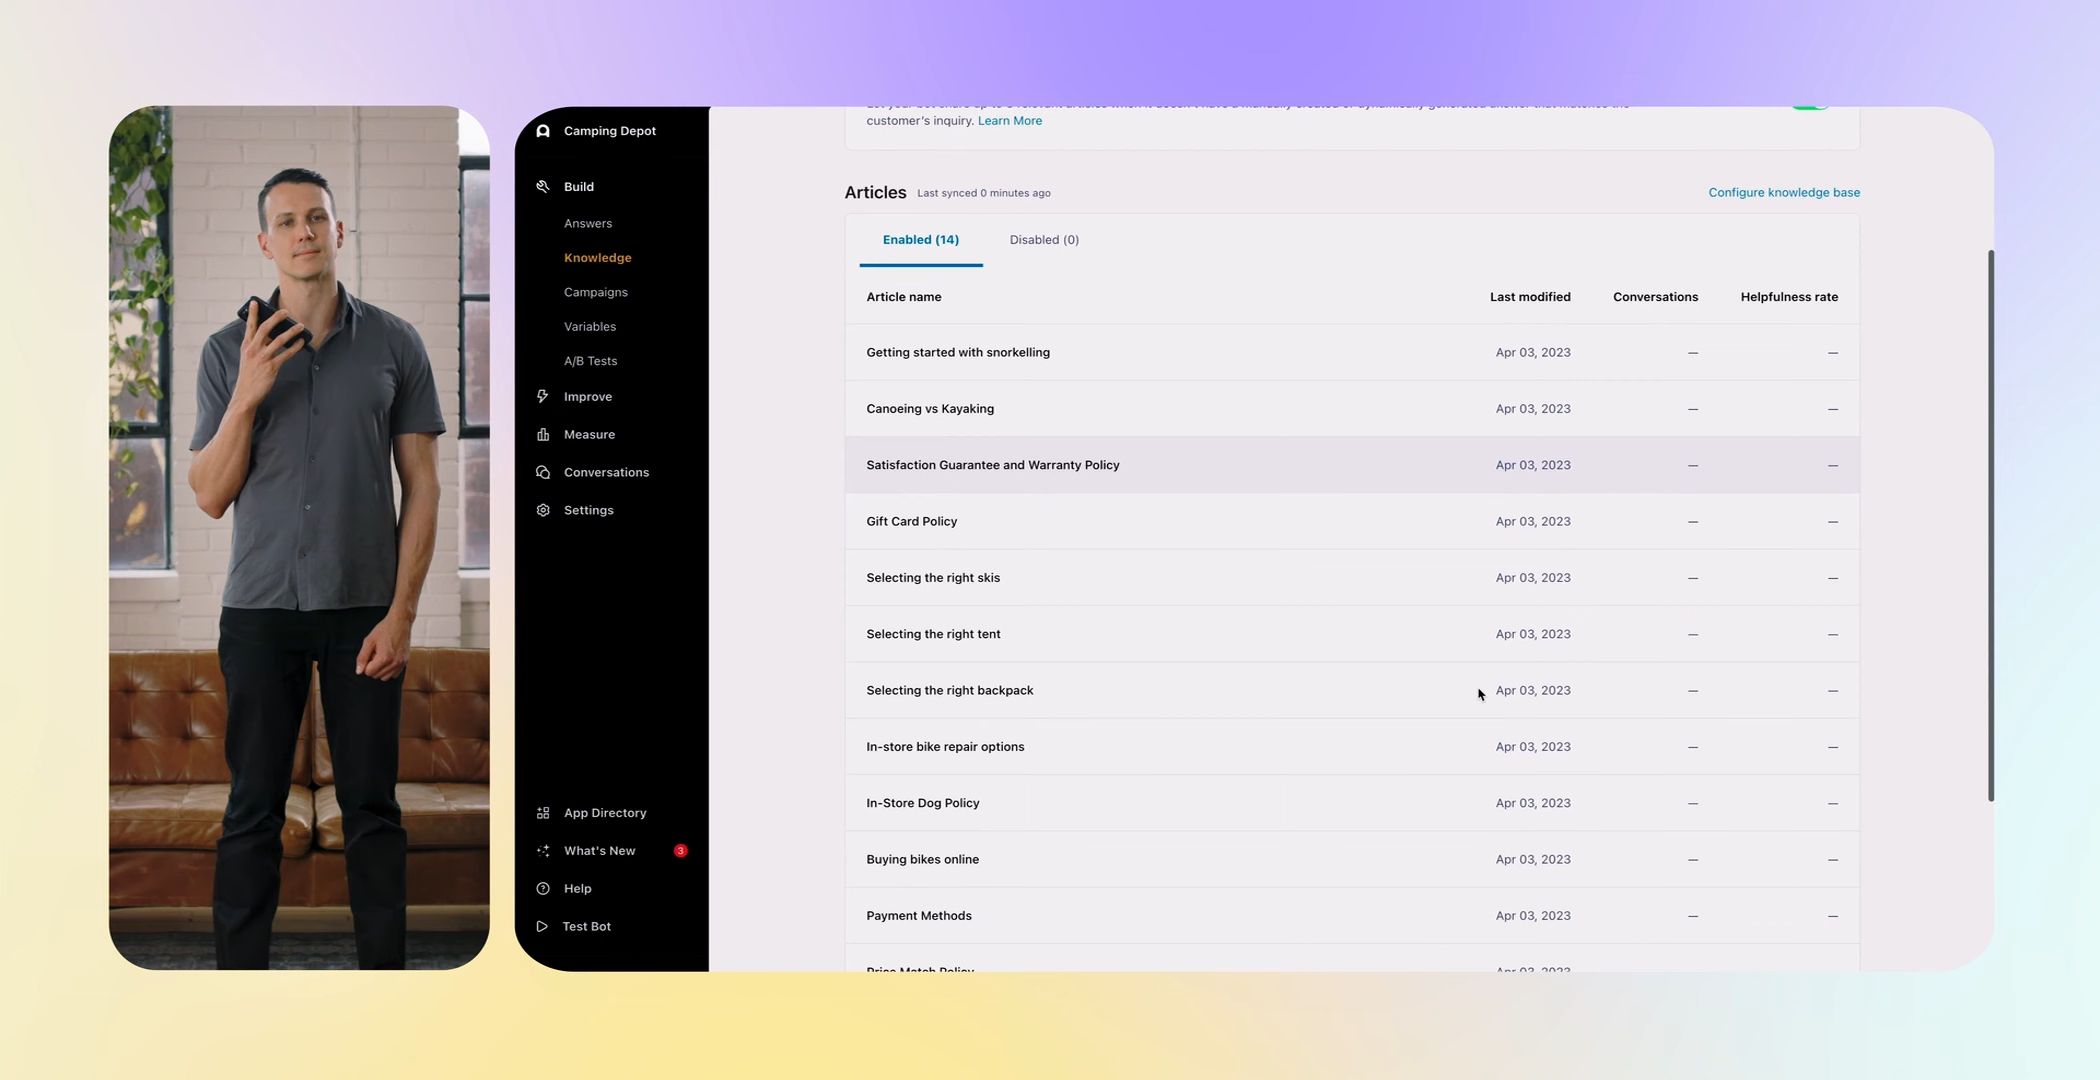 Camping Depot
Build
Answers
Knowledge
Campaigns
Variables
A/B Tests
Improve
Measure
Conversations
Settings
App Directory
What's New 3
Help
Test Bot
customer's inquiry. Learn More
Articles Last synced 0 minutes ago Configure knowledge base
Enabled (14) Disabled (0)
Article name Last modified Conversations Helpfulness rate
Getting started with snorkelling Apr 03, 2023 — —
Canoeing vs Kayaking Apr 03, 2023 — —
Satisfaction Guarantee and Warranty Policy Apr 03, 2023 — —
Gift Card Policy Apr 03, 2023 — —
Selecting the right skis Apr 03, 2023 — —
Selecting the right tent Apr 03, 2023 — —
Selecting the right backpack Apr 03, 2023 — —
In-store bike repair options Apr 03, 2023 — —
In-Store Dog Policy Apr 03, 2023 — —
Buying bikes online Apr 03, 2023 — —
Payment Methods Apr 03, 2023 — —
Price Match Policy Apr 03, 2023